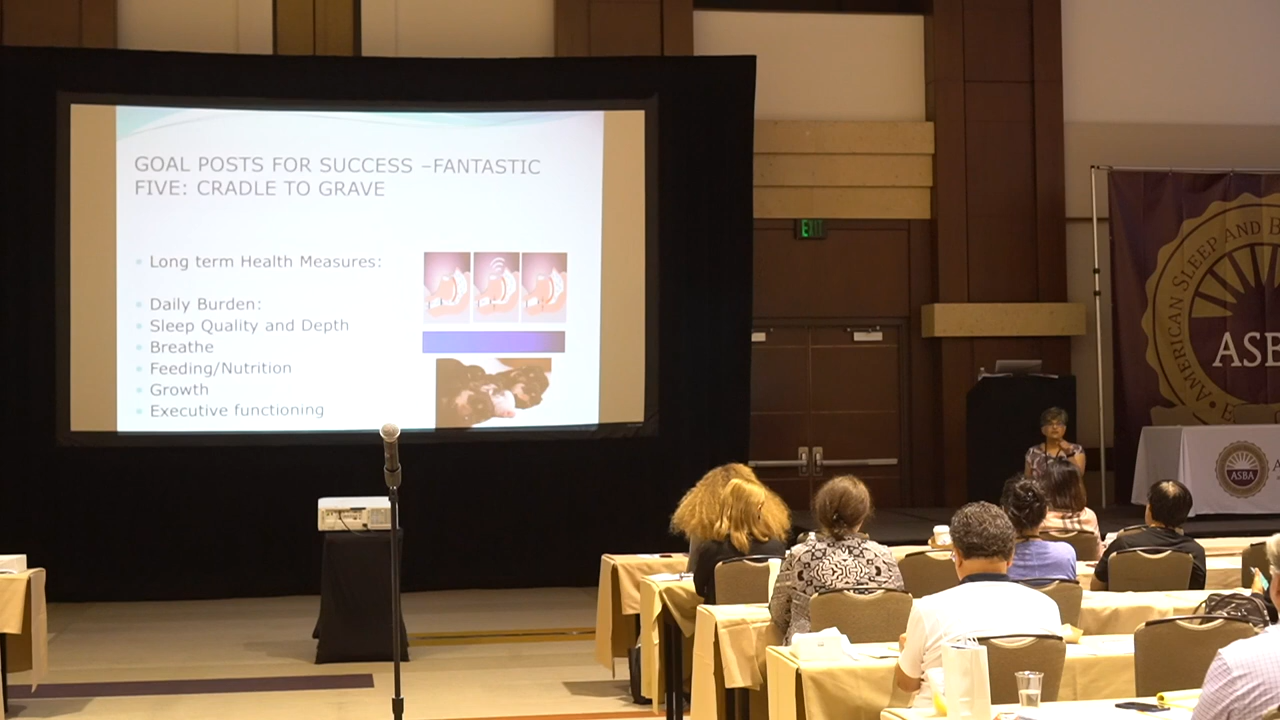 GOAL POSTS FOR SUCCESS –FANTASTIC
FIVE: CRADLE TO GRAVE
Long term Health Measures:
Daily Burden:
Sleep Quality and Depth
Breathe
Feeding/Nutrition
Growth
Executive functioning
EXIT
AMERICAN SLEEP AND
ASBA